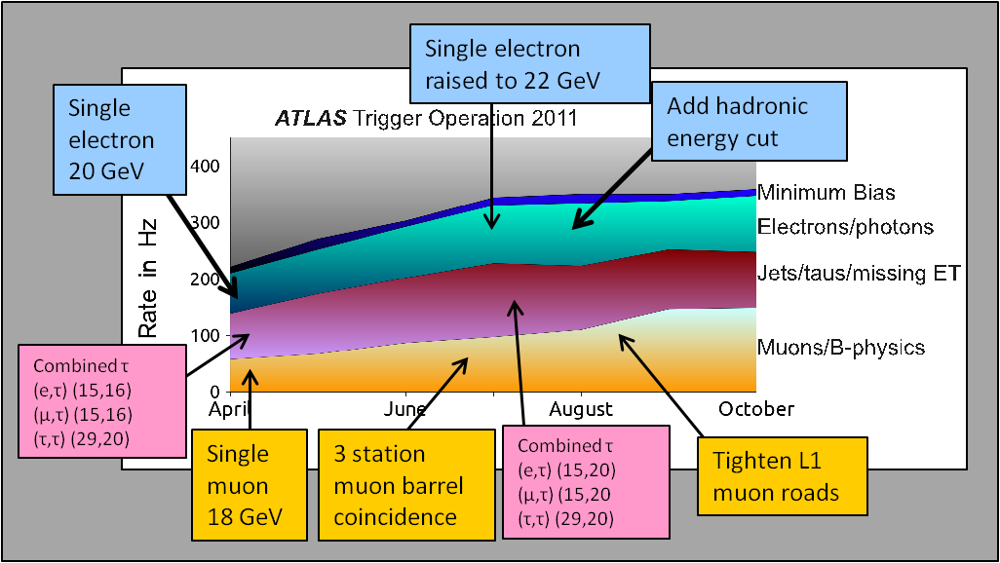 Single electron
raised to 22 GeV
Single
electron
20 GeV
Add hadronic
energy cut
ATLAS Trigger Operation 2011
Rate in Hz
400
300
200
100
0
Minimum Bias
Electrons/photons
Jets/taus/missing ET
Muons/B-physics
April
June
August
October
Combined τ
(e,τ) (15,16)
(μ,τ) (15,16)
(τ,τ) (29,20)
Single
muon
18 GeV
3 station
muon barrel
coincidence
Combined τ
(e,τ) (15,20)
(μ,τ) (15,20
(τ,τ) (29,20)
Tighten L1
muon roads